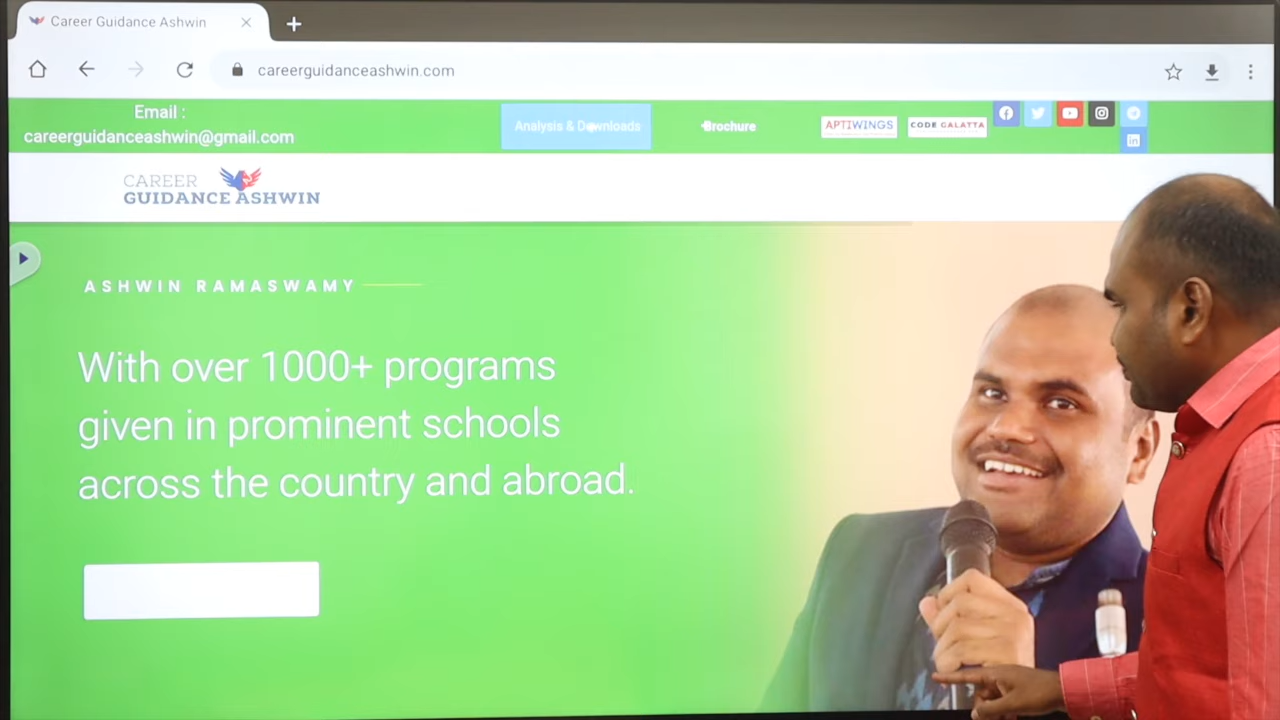 Career Guidance Ashwin
careerguidanceashwin.com
Email :
careerguidanceashwin@gmail.com
Analysis & Downloads
Brochure
APTIWINGS
CODE GALATTA
CAREER
GUIDANCE ASHWIN
ASHWIN RAMASWAMY
With over 1000+ programs
given in prominent schools
across the country and abroad.